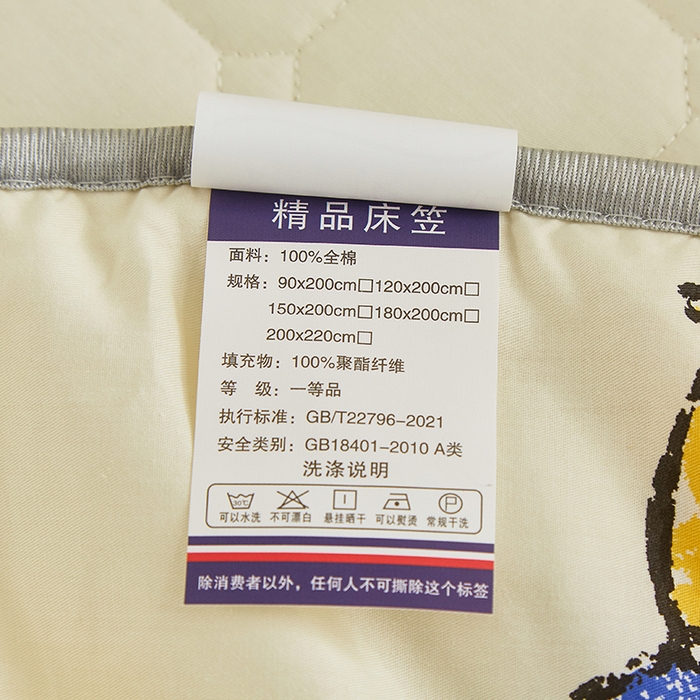 精品床笠
面料：100%全棉
规格：90x200cm□120x200cm□
150x200cm□180x200cm□
200x220cm□
填充物：100%聚酯纤维
等 级：一等品
执行标准：GB/T22796-2021
安全类别：GB18401-2010 A类
洗涤说明
30℃ P
可以水洗 不可漂白 悬挂晒干 可以熨烫 常规干洗
除消费者以外，任何人不可撕除这个标签